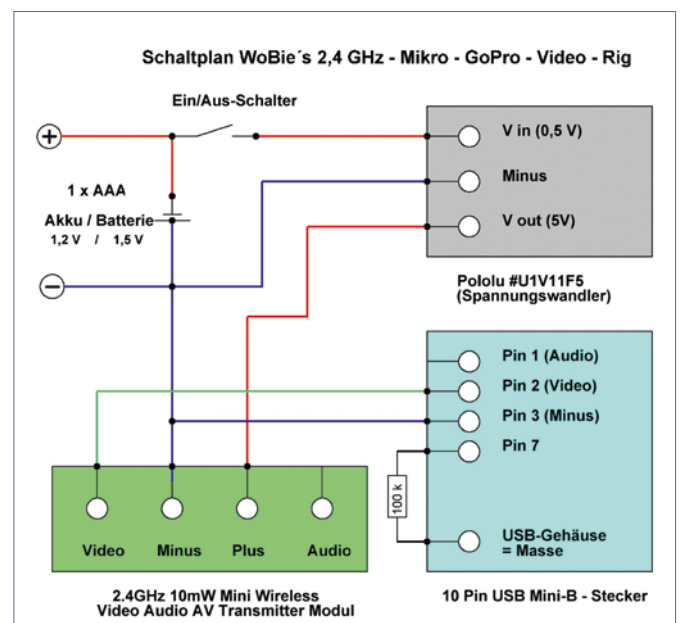 Schaltplan WoBie´s 2,4 GHz - Mikro - GoPro - Video - Rig
Ein/Aus-Schalter
+
1 x AAA
Akku / Batterie
1,2 V / 1,5 V
−
V in (0,5 V)
Minus
V out (5V)
Pololu #U1V11F5
(Spannungswandler)
Pin 1 (Audio)
Pin 2 (Video)
Pin 3 (Minus)
Pin 7
100 k
USB-Gehäuse
= Masse
10 Pin USB Mini-B - Stecker
Video Minus Plus Audio
2.4GHz 10mW Mini Wireless
Video Audio AV Transmitter Modul